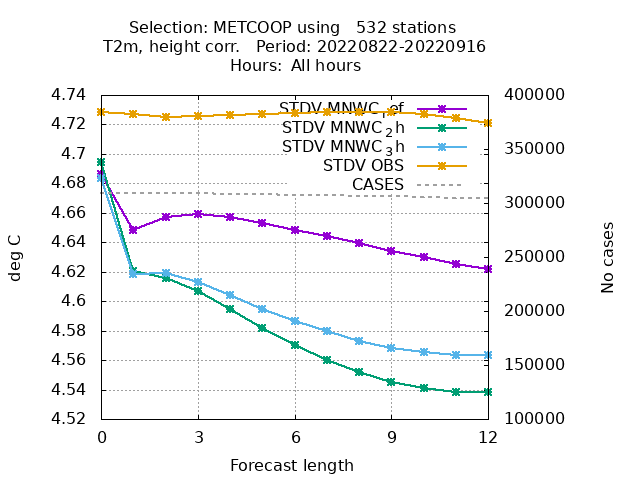 Selection: METCOOP using   532 stations
T2m, height corr.   Period: 20220822-20220916
Hours:  All hours
STDV MNWC_ref
STDV MNWC_2h
STDV MNWC_3h
STDV OBS
CASES
4.74
4.72
4.7
4.68
4.66
4.64
4.62
4.6
4.58
4.56
4.54
4.52
deg C
400000
350000
300000
250000
200000
150000
100000
No cases
0 3 6 9 12
Forecast length